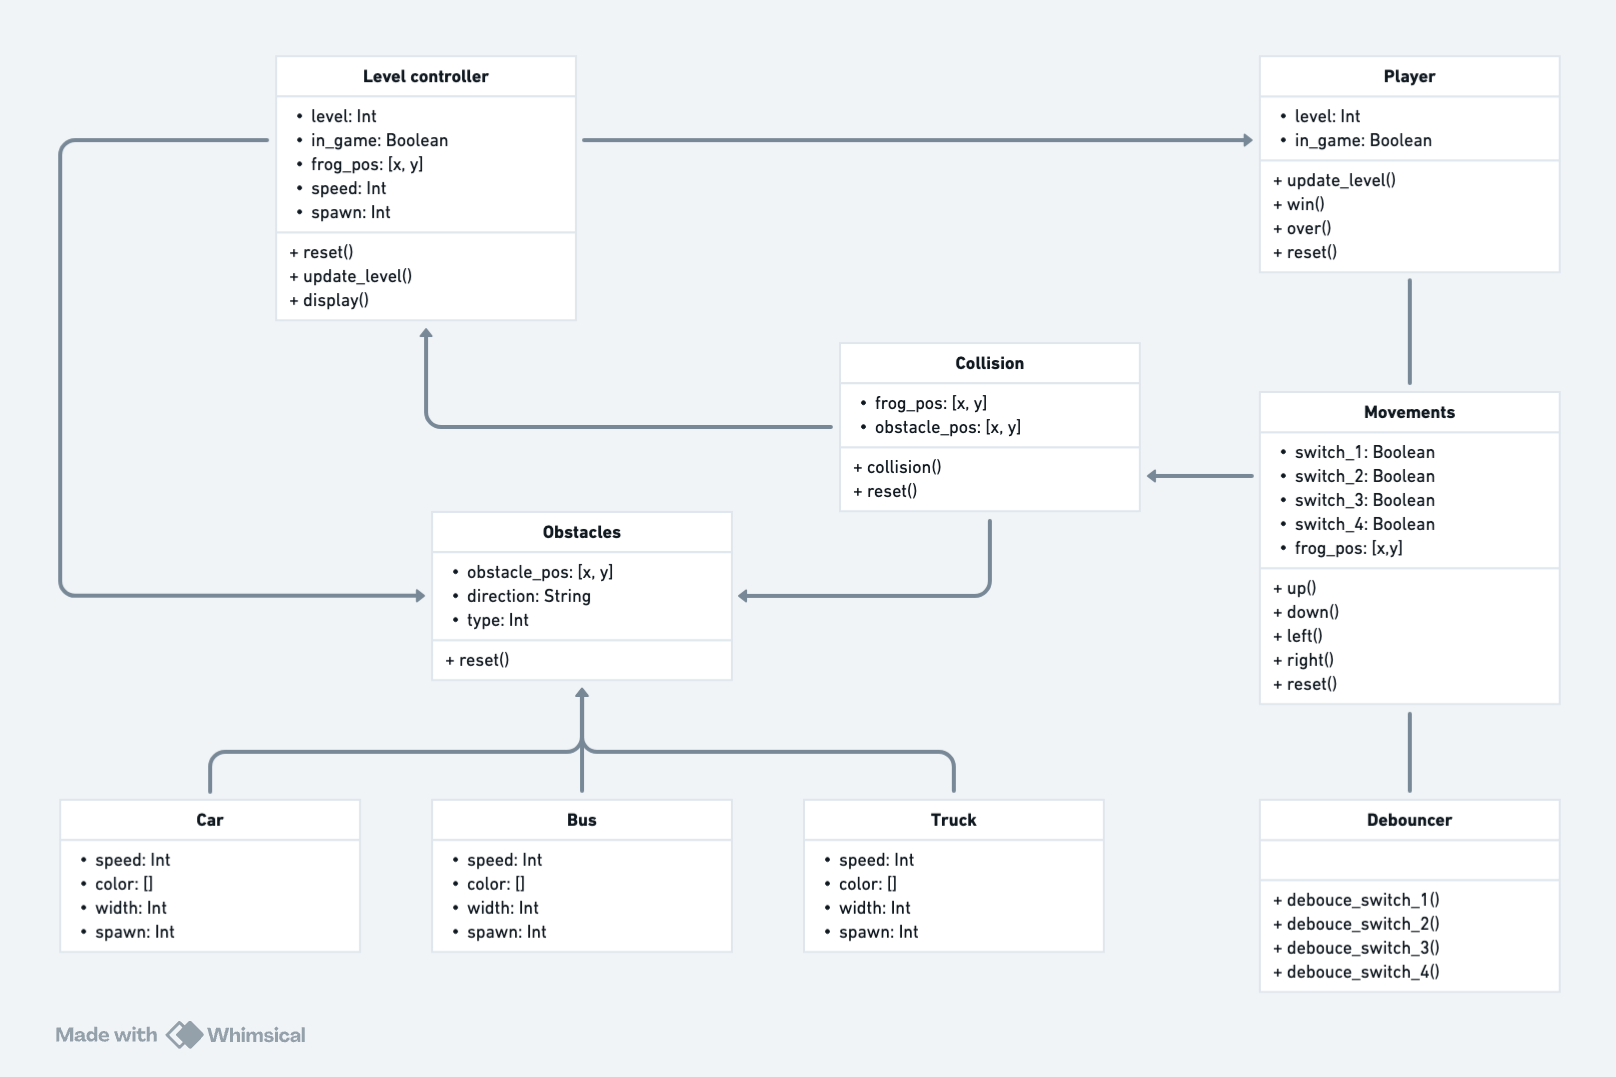 Level controller
• level: Int
• in_game: Boolean
• frog_pos: [x, y]
• speed: Int
• spawn: Int
+ reset()
+ update_level()
+ display()
Player
• level: Int
• in_game: Boolean
+ update_level()
+ win()
+ over()
+ reset()
Collision
• frog_pos: [x, y]
• obstacle_pos: [x, y]
+ collision()
+ reset()
Movements
• switch_1: Boolean
• switch_2: Boolean
• switch_3: Boolean
• switch_4: Boolean
• frog_pos: [x,y]
+ up()
+ down()
+ left()
+ right()
+ reset()
Obstacles
• obstacle_pos: [x, y]
• direction: String
• type: Int
+ reset()
Car
• speed: Int
• color: []
• width: Int
• spawn: Int
Bus
• speed: Int
• color: []
• width: Int
• spawn: Int
Truck
• speed: Int
• color: []
• width: Int
• spawn: Int
Debouncer
+ debouce_switch_1()
+ debouce_switch_2()
+ debouce_switch_3()
+ debouce_switch_4()
Made with Whimsical